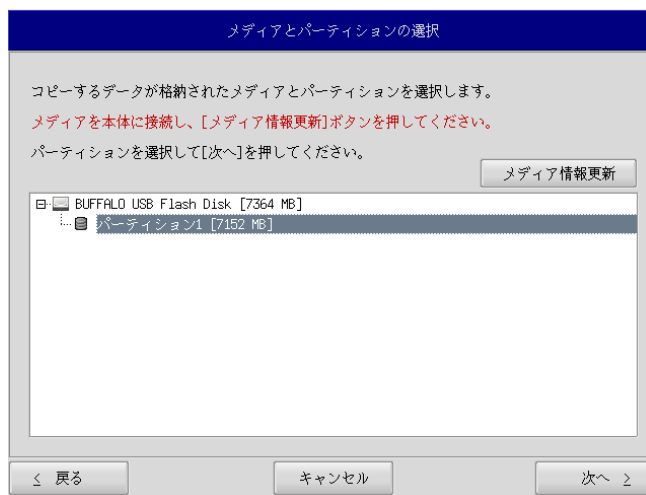 メディアとパーティションの選択
コピーするデータが格納されたメディアとパーティションを選択します。
メディアを本体に接続し、[メディア情報更新]ボタンを押してください。
パーティションを選択して[次へ]を押してください。
メディア情報更新
BUFFALO USB Flash Disk [7364 MB]
パーティション1 [7152 MB]
< 戻る
キャンセル
次へ >